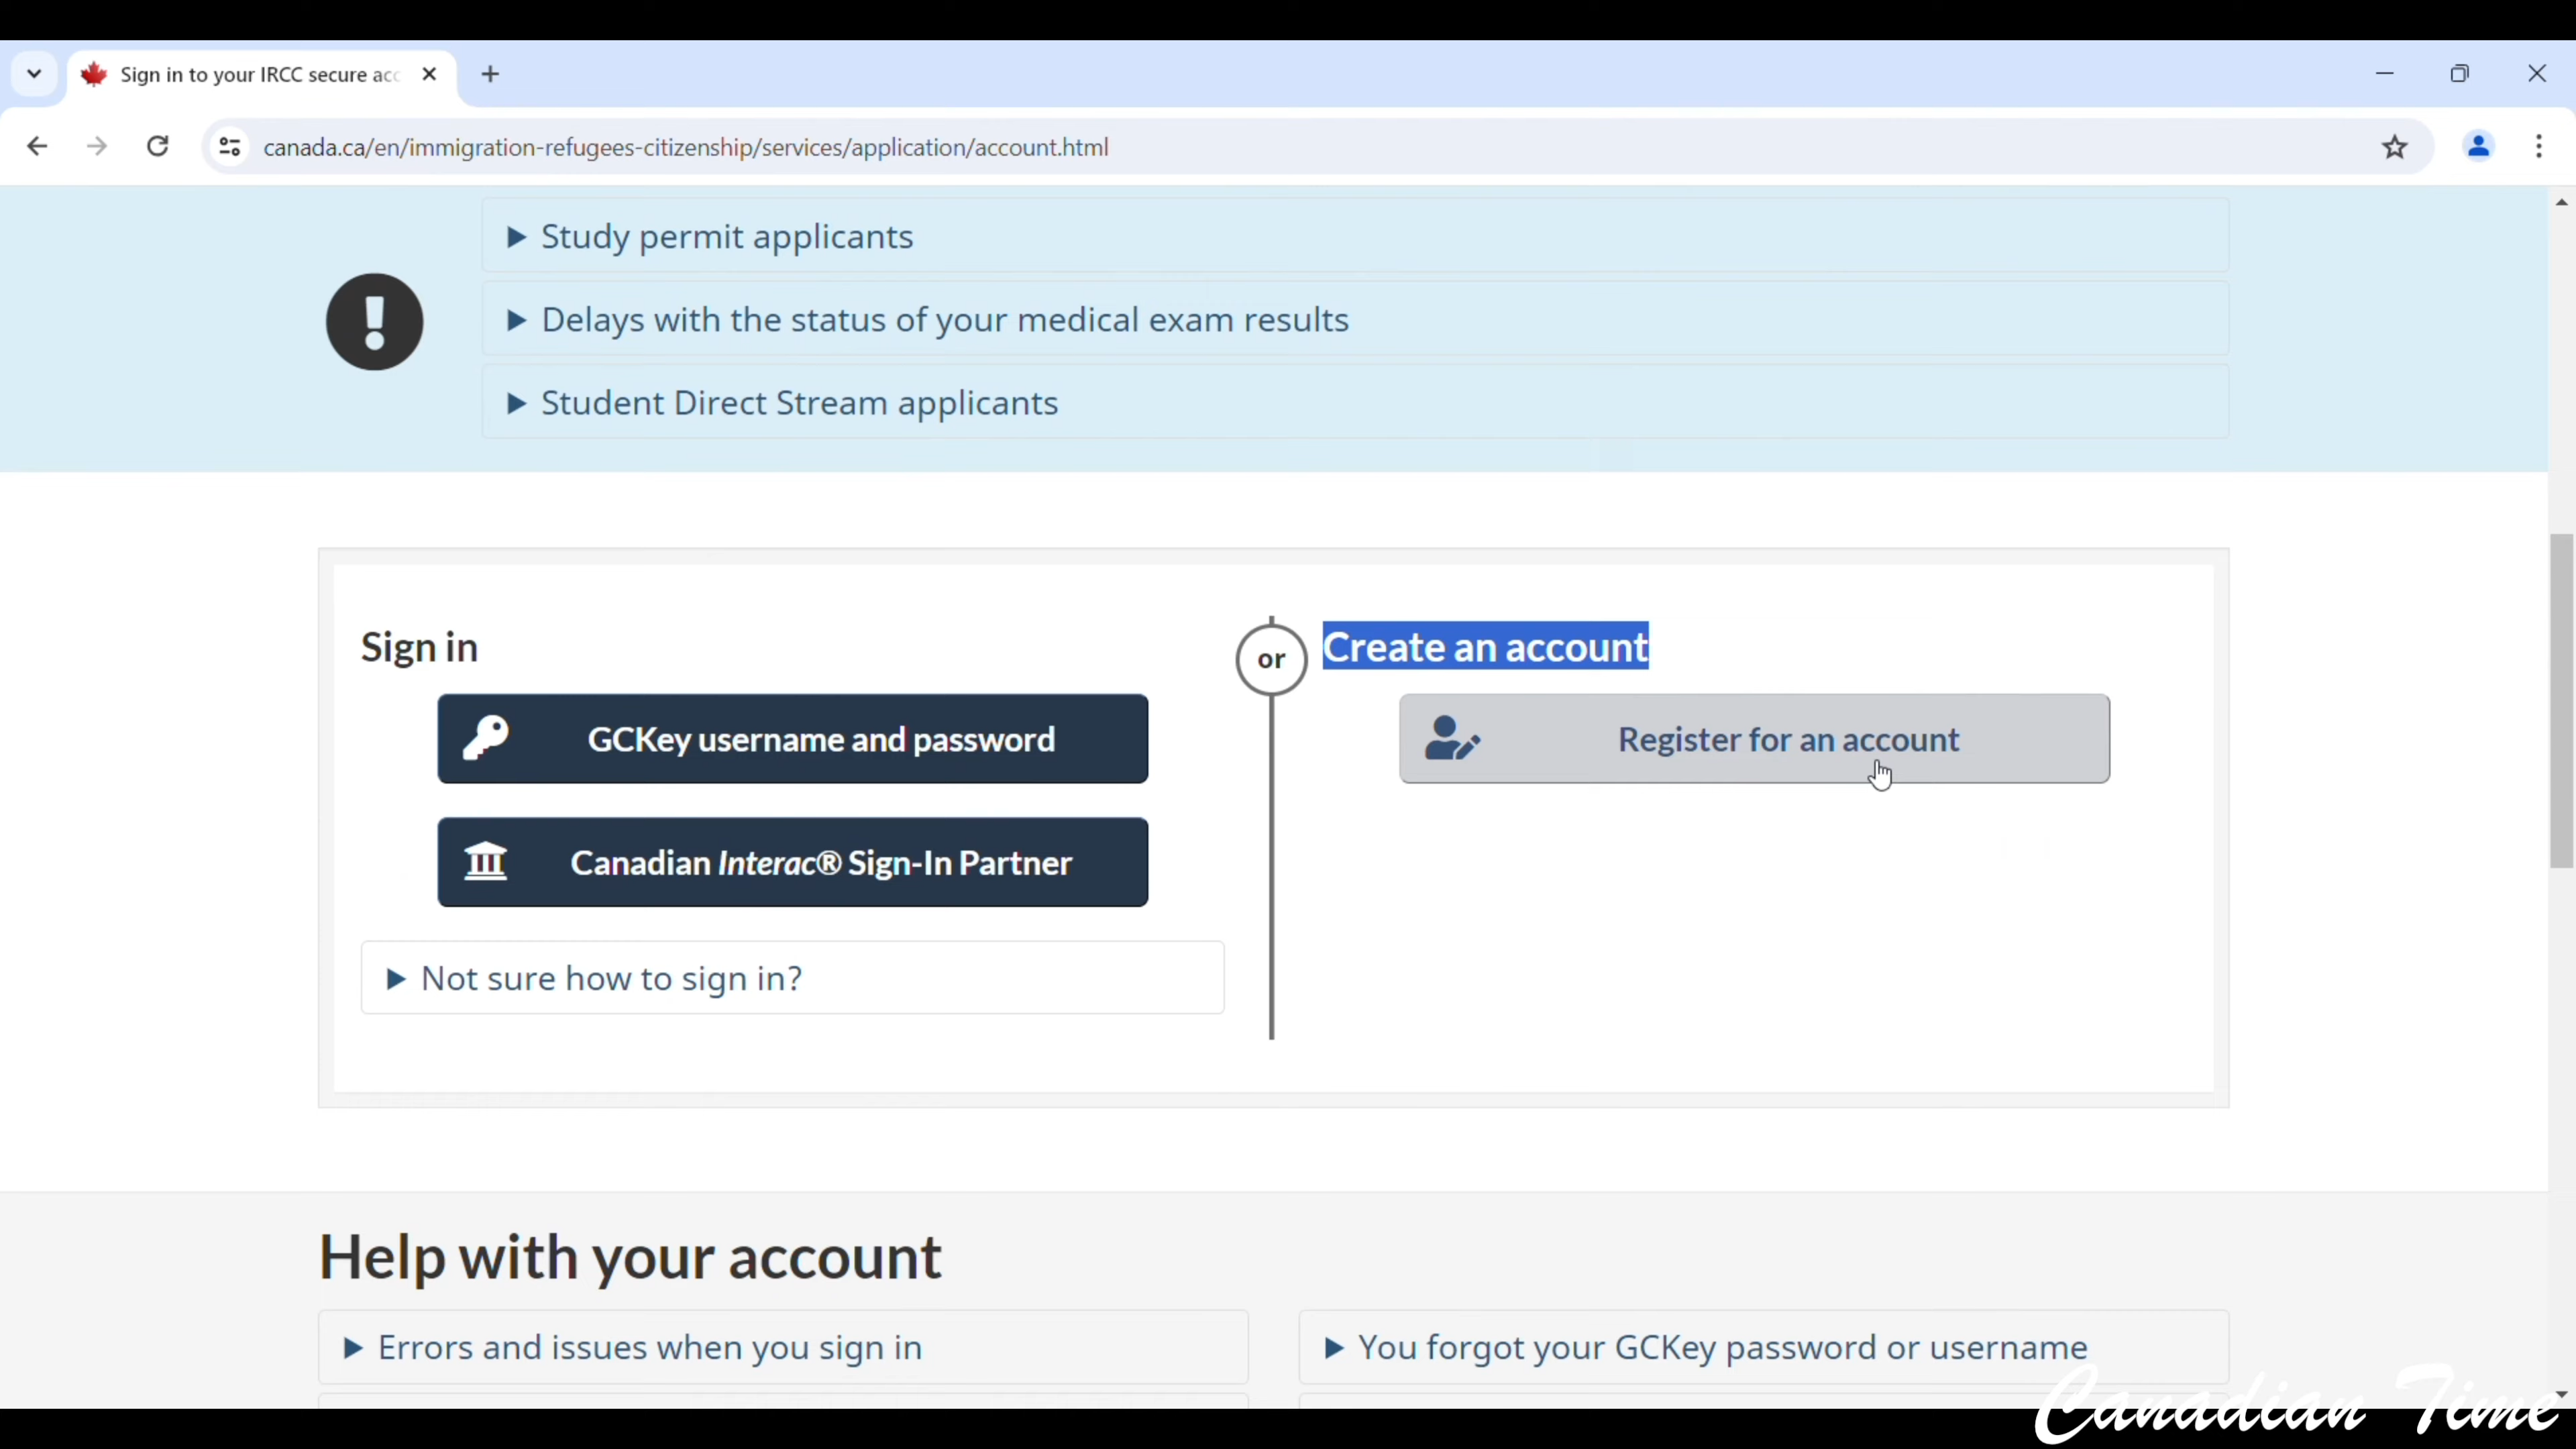 Sign in to your IRCC secure acc
canada.ca/en/immigration-refugees-citizenship/services/application/account.html
Study permit applicants
Delays with the status of your medical exam results
Student Direct Stream applicants
Sign in
or
Create an account
GCKey username and password
Register for an account
Canadian Interac® Sign-In Partner
Not sure how to sign in?
Help with your account
Errors and issues when you sign in
You forgot your GCKey password or username
Canadian Time